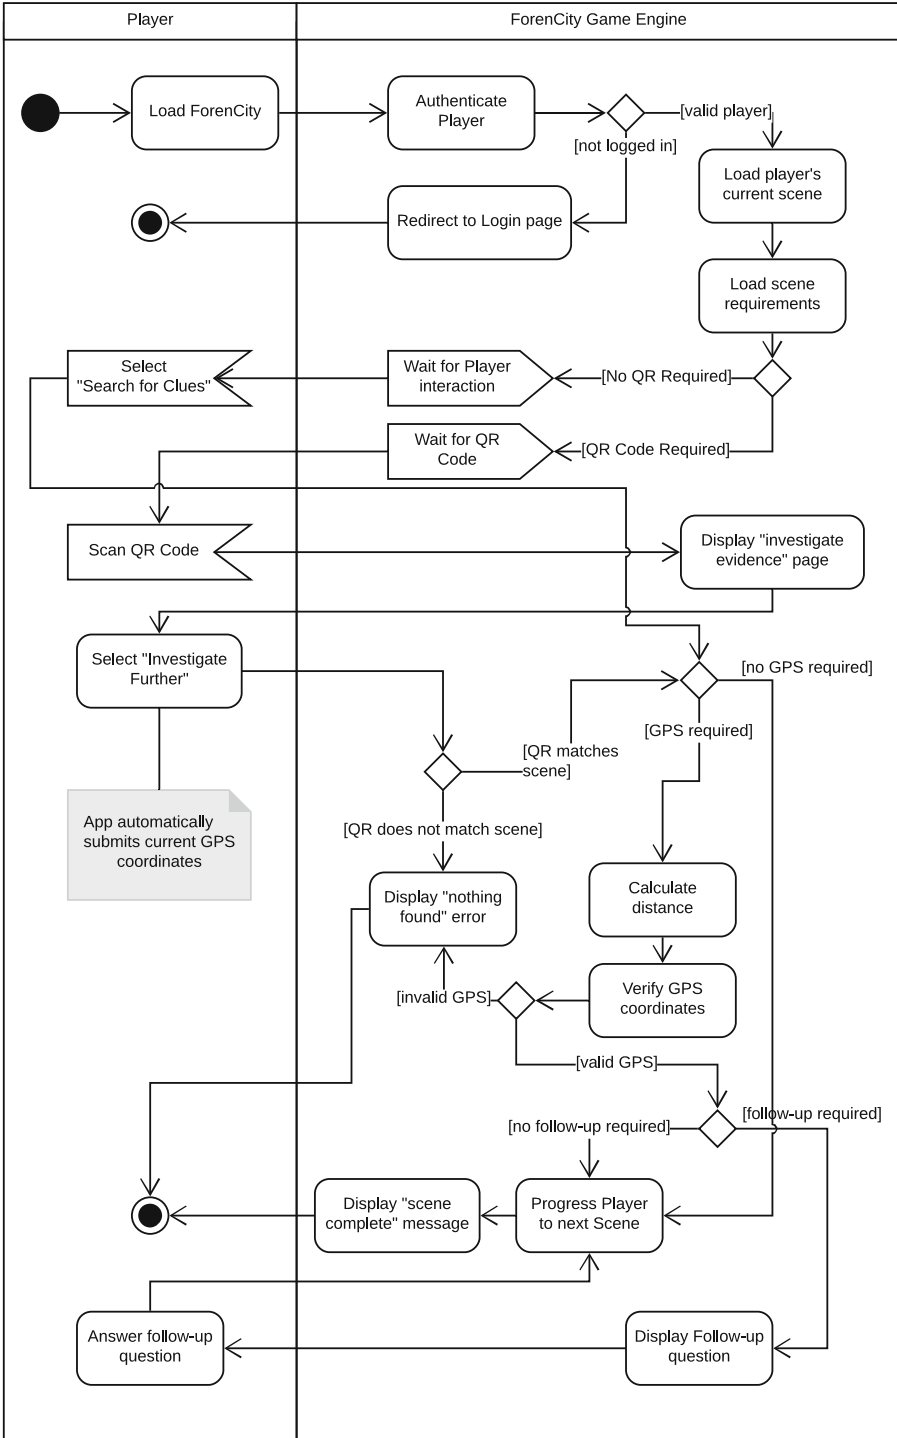 Player
ForenCity Game Engine
Load ForenCity
Authenticate
Player
[valid player]
[not logged in]
Load player's
current scene
Redirect to Login page
Load scene
requirements
Select
"Search for Clues"
Wait for Player
interaction
[No QR Required]
Wait for QR
Code
[QR Code Required]
Scan QR Code
Display "investigate
evidence" page
Select "Investigate
Further"
[no GPS required]
[GPS required]
[QR matches
scene]
App automatically
submits current GPS
coordinates
[QR does not match scene]
Display "nothing
found" error
Calculate
distance
[invalid GPS]
Verify GPS
coordinates
[valid GPS]
[no follow-up required]
[follow-up required]
Display "scene
complete" message
Progress Player
to next Scene
Answer follow-up
question
Display Follow-up
question